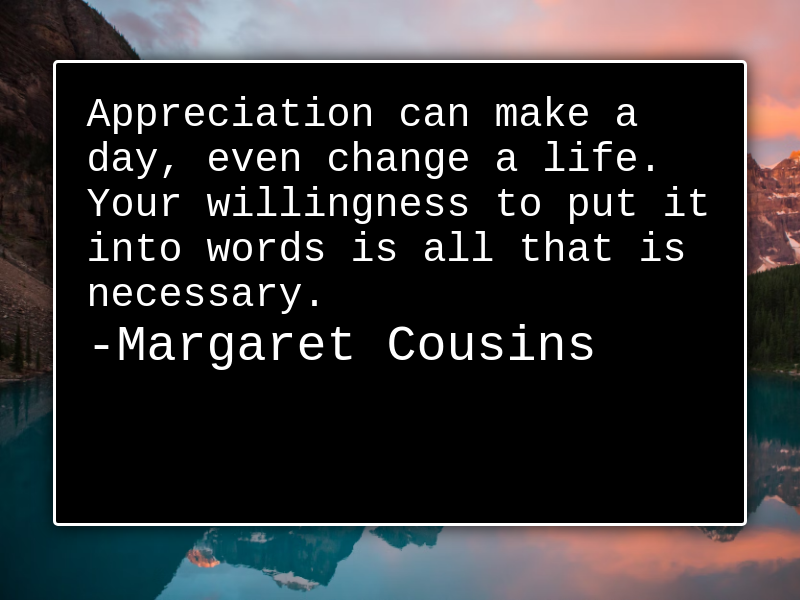 Appreciation can make a
day, even change a life.
Your willingness to put it
into words is all that is
necessary.
-Margaret Cousins